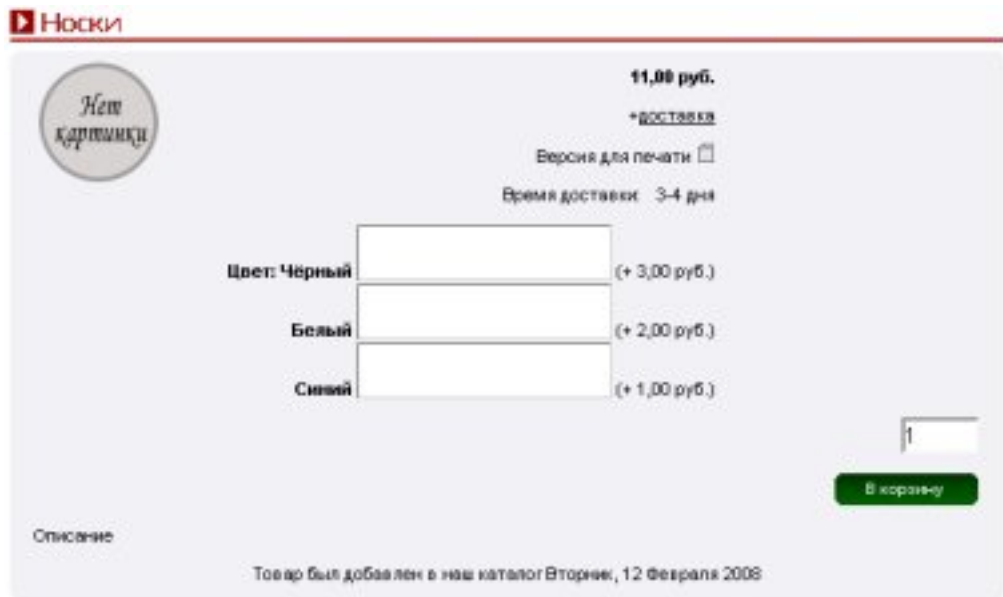 Носки
Нет
картинки
11,00 руб.
+доставка
Версия для печати
Время доставки: 3-4 дня
Цвет: Чёрный (+ 3,00 руб.)
Белый (+ 2,00 руб.)
Синий (+ 1,00 руб.)
1
В корзину
Описание
Товар был добавлен в наш каталог Вторник, 12 Февраля 2008